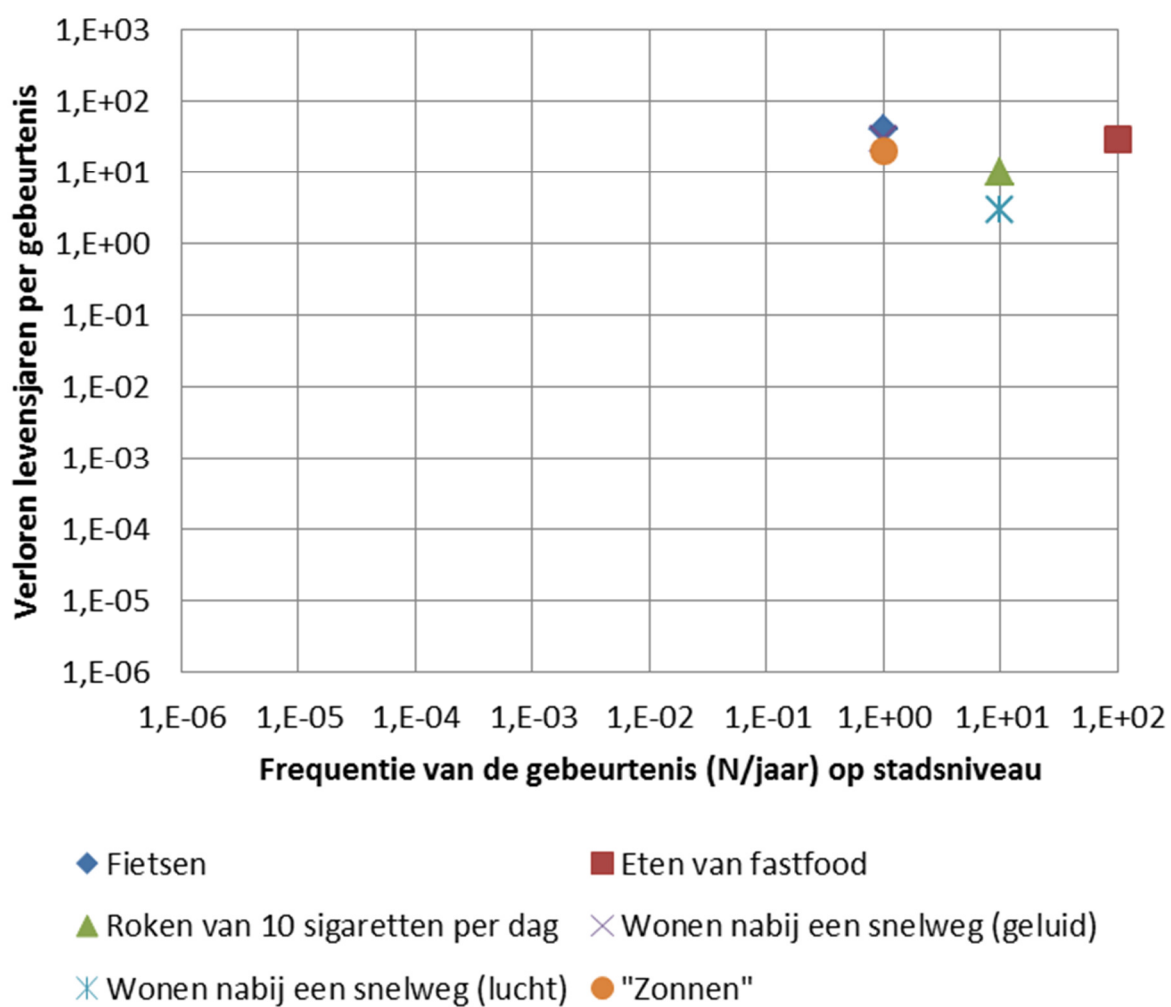 Verloren levensjaren per gebeurtenis
1,E+03
1,E+02
1,E+01
1,E+00
1,E-01
1,E-02
1,E-03
1,E-04
1,E-05
1,E-06
1,E-06 1,E-05 1,E-04 1,E-03 1,E-02 1,E-01 1,E+00 1,E+01 1,E+02
Frequentie van de gebeurtenis (N/jaar) op stadsniveau
Fietsen Eten van fastfood
Roken van 10 sigaretten per dag Wonen nabij een snelweg (geluid)
Wonen nabij een snelweg (lucht) "Zonnen"